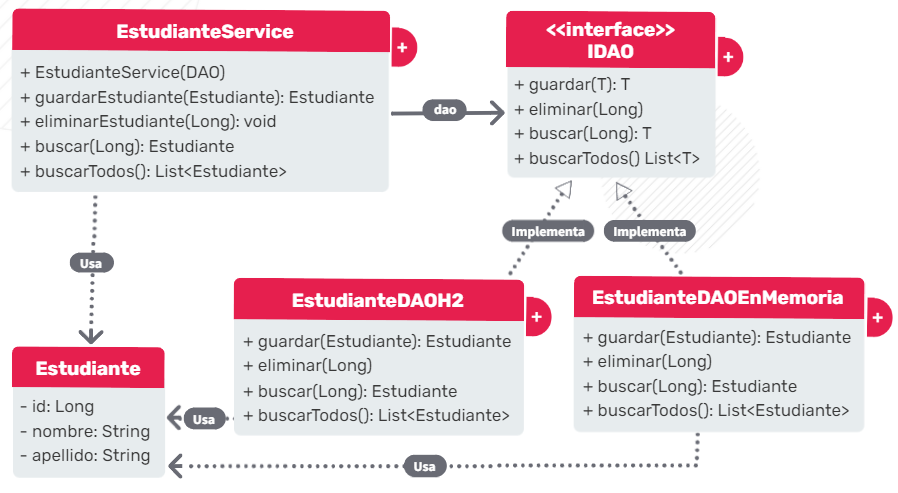 EstudianteService
+
+ EstudianteService(DAO)
+ guardarEstudiante(Estudiante): Estudiante
+ eliminarEstudiante(Long): void
+ buscar(Long): Estudiante
+ buscarTodos(): List<Estudiante>
dao
<<interface>>
IDAO
+
+ guardar(T): T
+ eliminar(Long)
+ buscar(Long): T
+ buscarTodos() List<T>
Usa
Implementa
Implementa
EstudianteDAOH2
+
+ guardar(Estudiante): Estudiante
+ eliminar(Long)
+ buscar(Long): Estudiante
+ buscarTodos(): List<Estudiante>
EstudianteDAOEnMemoria
+
+ guardar(Estudiante): Estudiante
+ eliminar(Long)
+ buscar(Long): Estudiante
+ buscarTodos(): List<Estudiante>
Estudiante
- id: Long
- nombre: String
- apellido: String
Usa
Usa